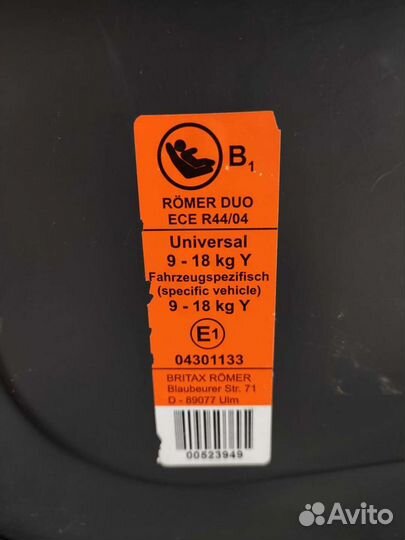 B1
RÖMER DUO
ECE R44/04
Universal
9 - 18 kg Y
Fahrzeugspezifisch
(specific vehicle)
9 - 18 kg Y
E1
04301133
BRITAX RÖMER
Blaubeurer Str. 71
D - 89077 Ulm
00523949
Avito